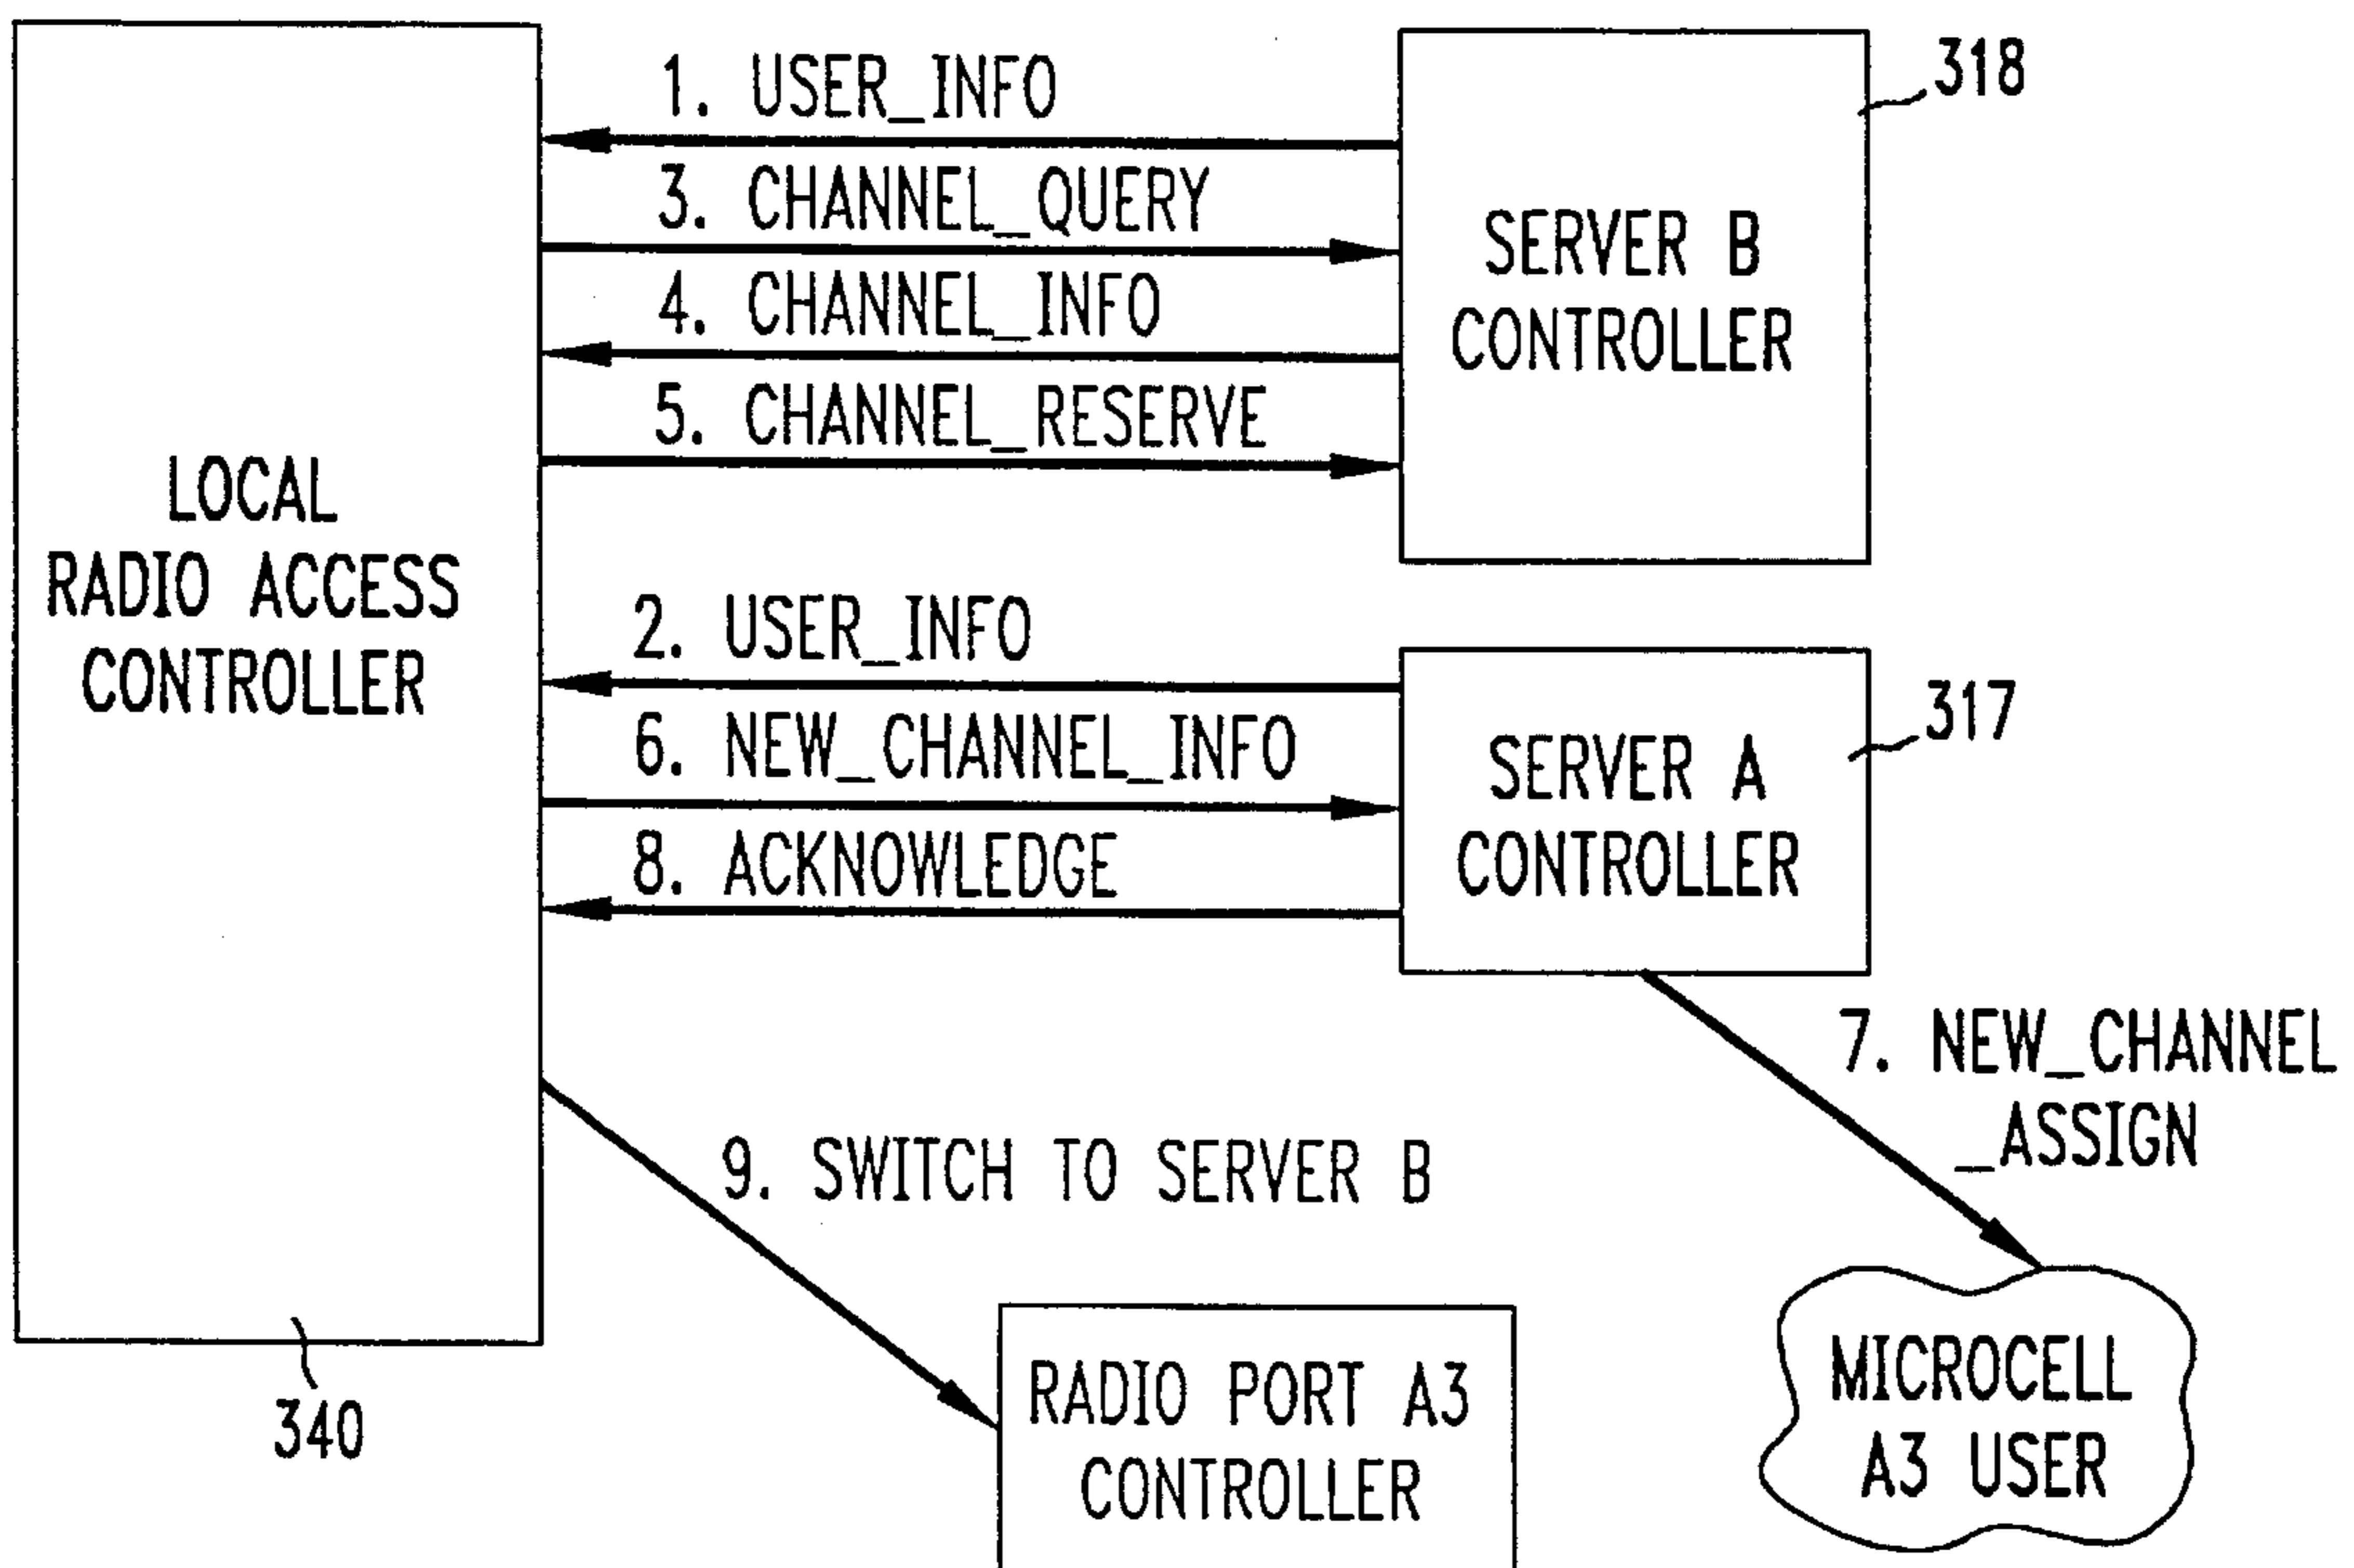 1. USER_INFO
318
3. CHANNEL_QUERY
SERVER B
CONTROLLER
4. CHANNEL_INFO
5. CHANNEL_RESERVE
LOCAL
RADIO ACCESS
CONTROLLER
2. USER_INFO
317
6. NEW_CHANNEL_INFO
SERVER A
CONTROLLER
8. ACKNOWLEDGE
7. NEW_CHANNEL
_ASSIGN
9. SWITCH TO SERVER B
340
RADIO PORT A3
CONTROLLER
MICROCELL
A3 USER